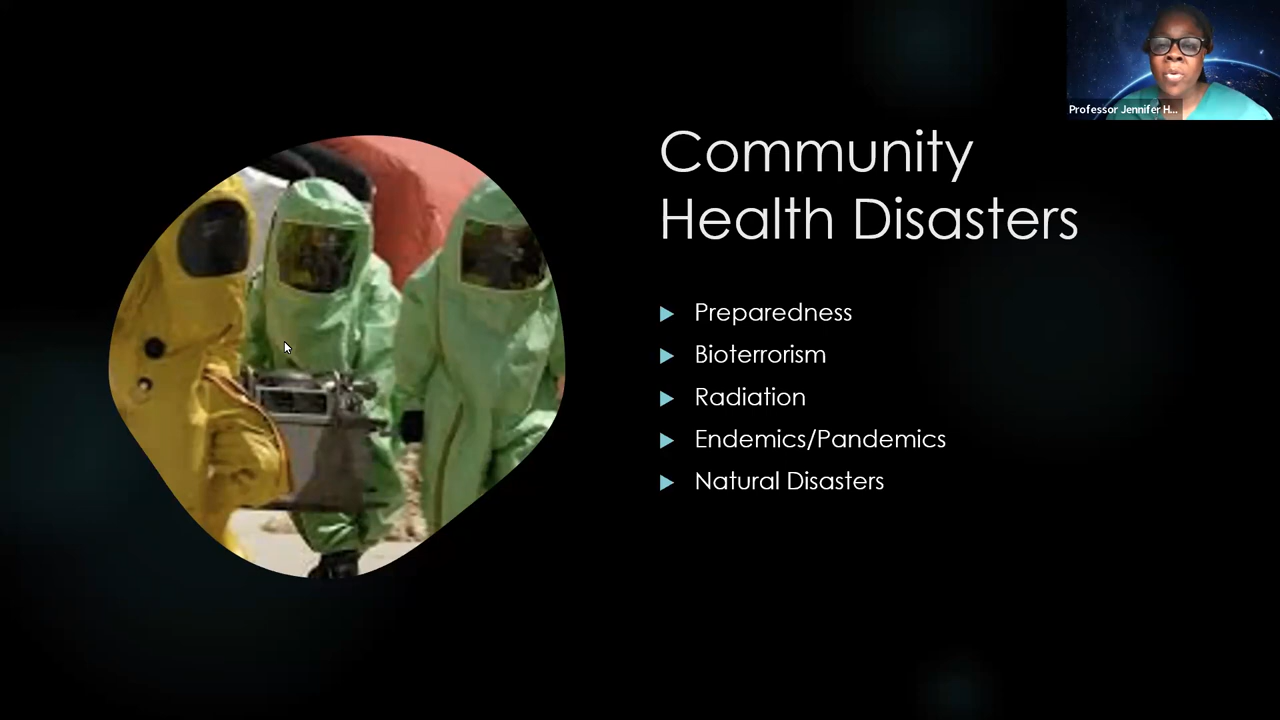 Professor Jennifer H...
Community
Health Disasters
Preparedness
Bioterrorism
Radiation
Endemics/Pandemics
Natural Disasters